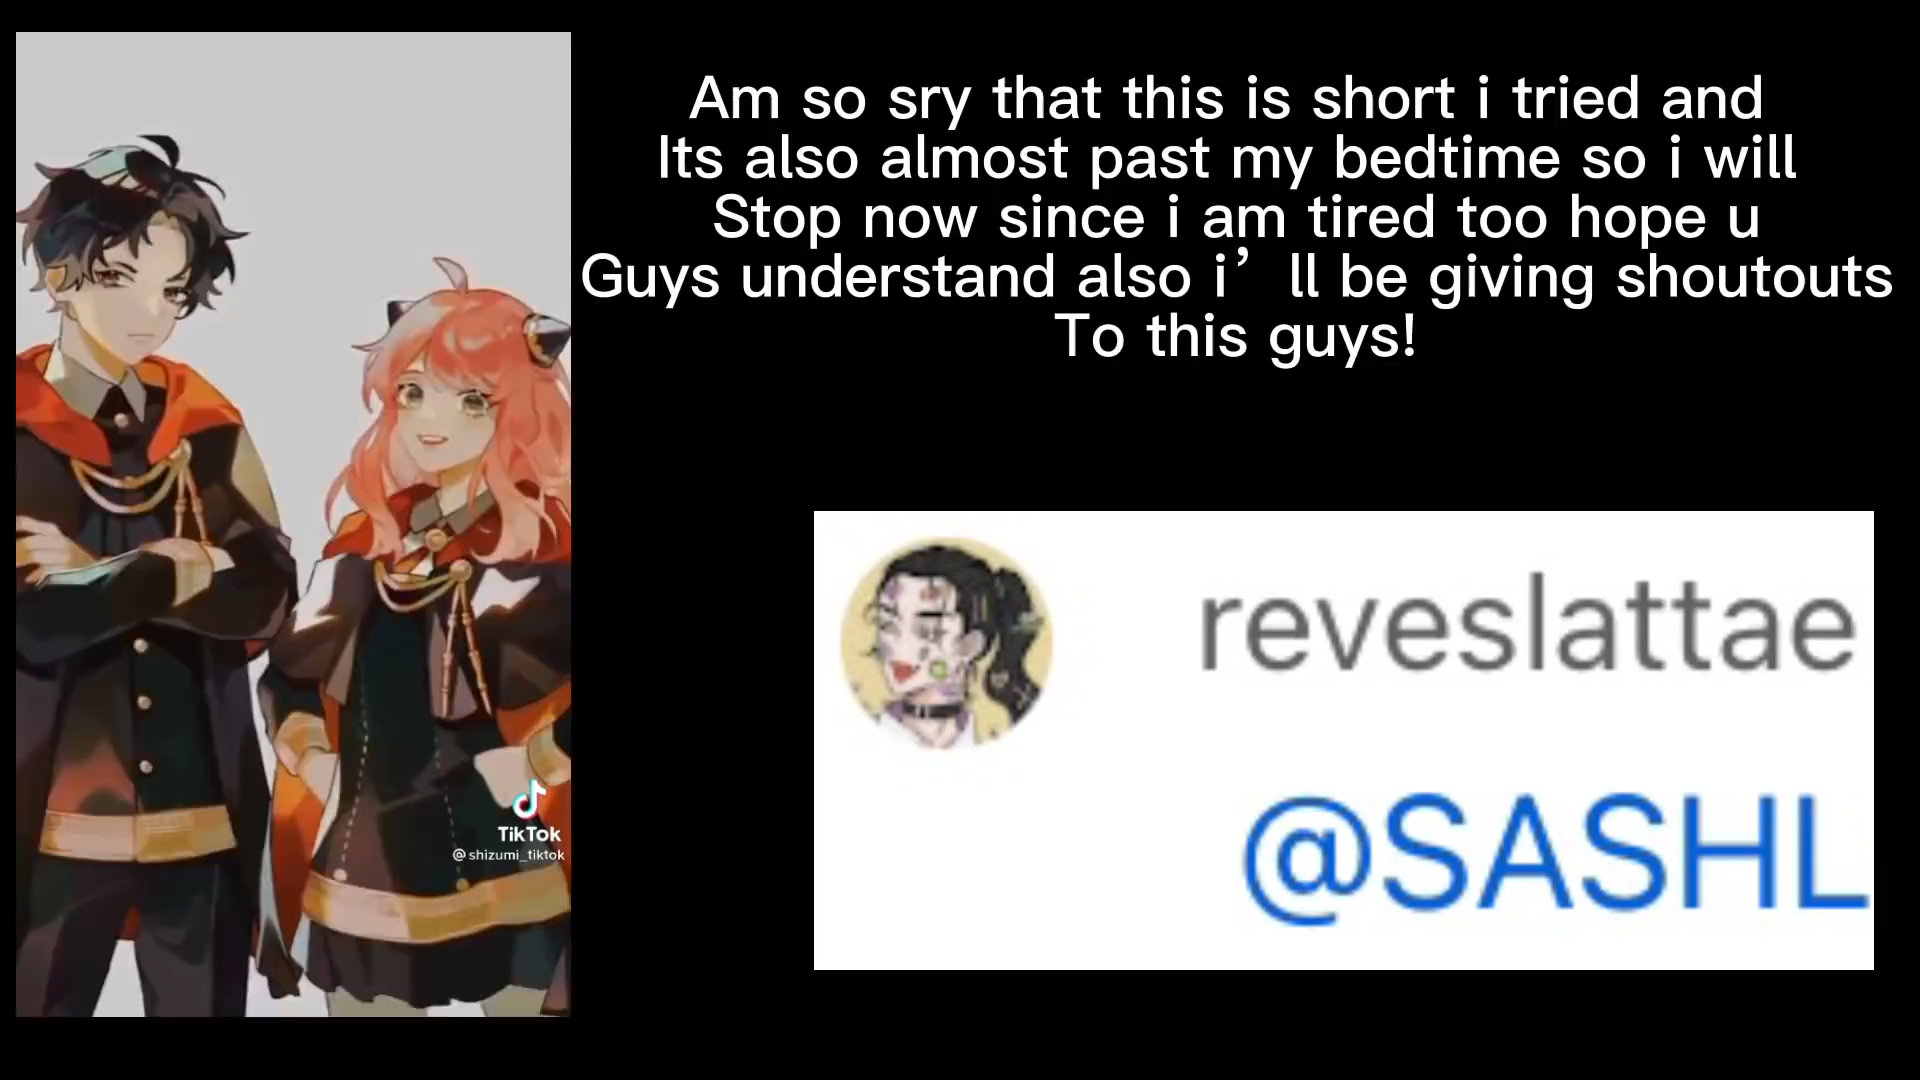 Am so sry that this is short i tried and
Its also almost past my bedtime so i will
Stop now since i am tired too hope u
Guys understand also i’ll be giving shoutouts
To this guys!
reveslattae
@SASHL
TikTok
@shizumi_tiktok